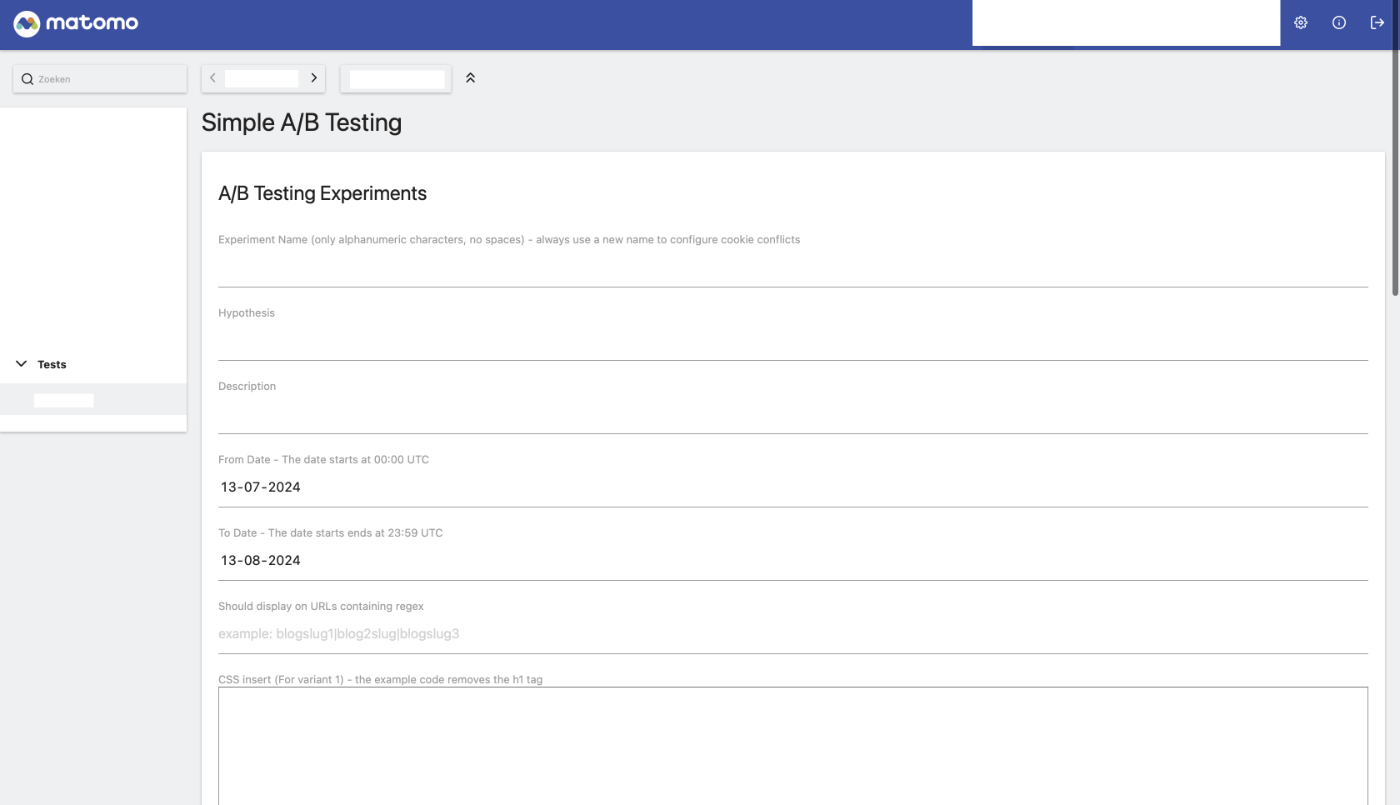 matomo
Zoeken
Simple A/B Testing
A/B Testing Experiments
Experiment Name (only alphanumeric characters, no spaces) - always use a new name to configure cookie conflicts
Hypothesis
Description
Tests
From Date - The date starts at 00:00 UTC
13-07-2024
To Date - The date starts ends at 23:59 UTC
13-08-2024
Should display on URLs containing regex
example: blogslug1|blog2slug|blogslug3
CSS insert (For variant 1) - the example code removes the h1 tag